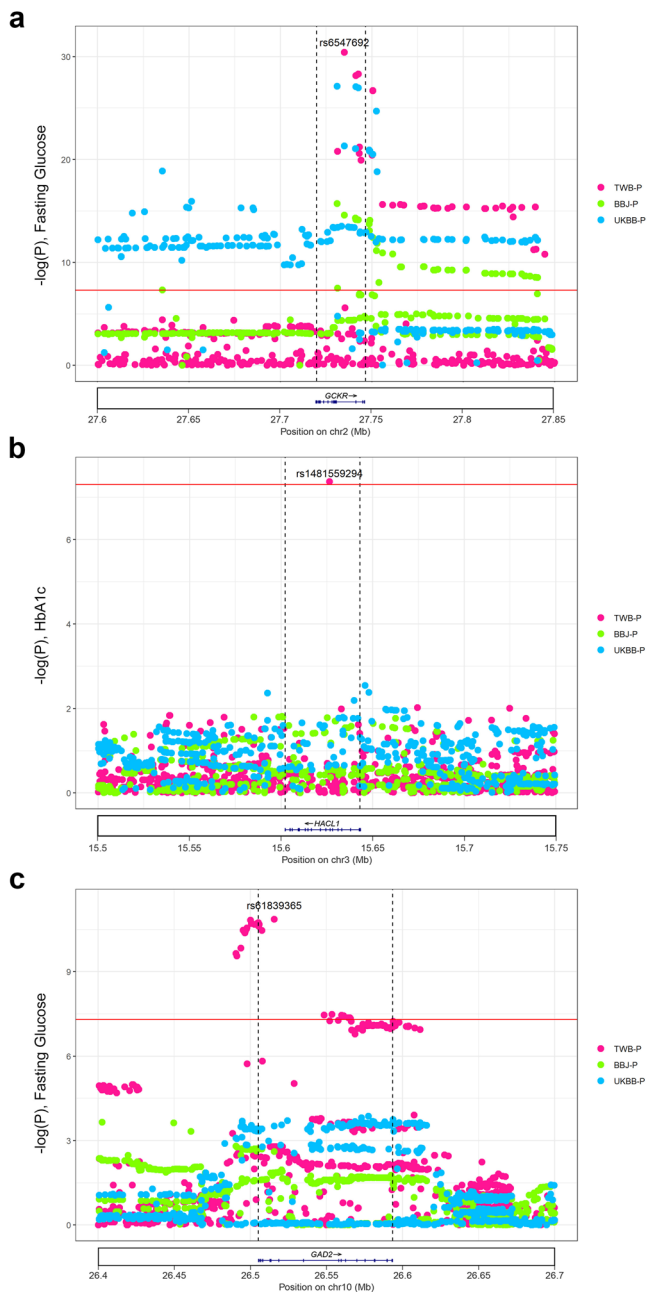 a
rs6547692
-log(P), Fasting Glucose
30
20
10
0
TWB-P
BBJ-P
UKBB-P
GCKR→
27.6 27.65 27.7 27.75 27.8 27.85
Position on chr2 (Mb)
b
rs1481559294
-log(P), HbA1c
6
4
2
0
TWB-P
BBJ-P
UKBB-P
←HACL1
15.5 15.55 15.6 15.65 15.7 15.75
Position on chr3 (Mb)
c
rs61839365
-log(P), Fasting Glucose
9
6
3
0
TWB-P
BBJ-P
UKBB-P
GAD2→
26.4 26.45 26.5 26.55 26.6 26.65 26.7
Position on chr10 (Mb)